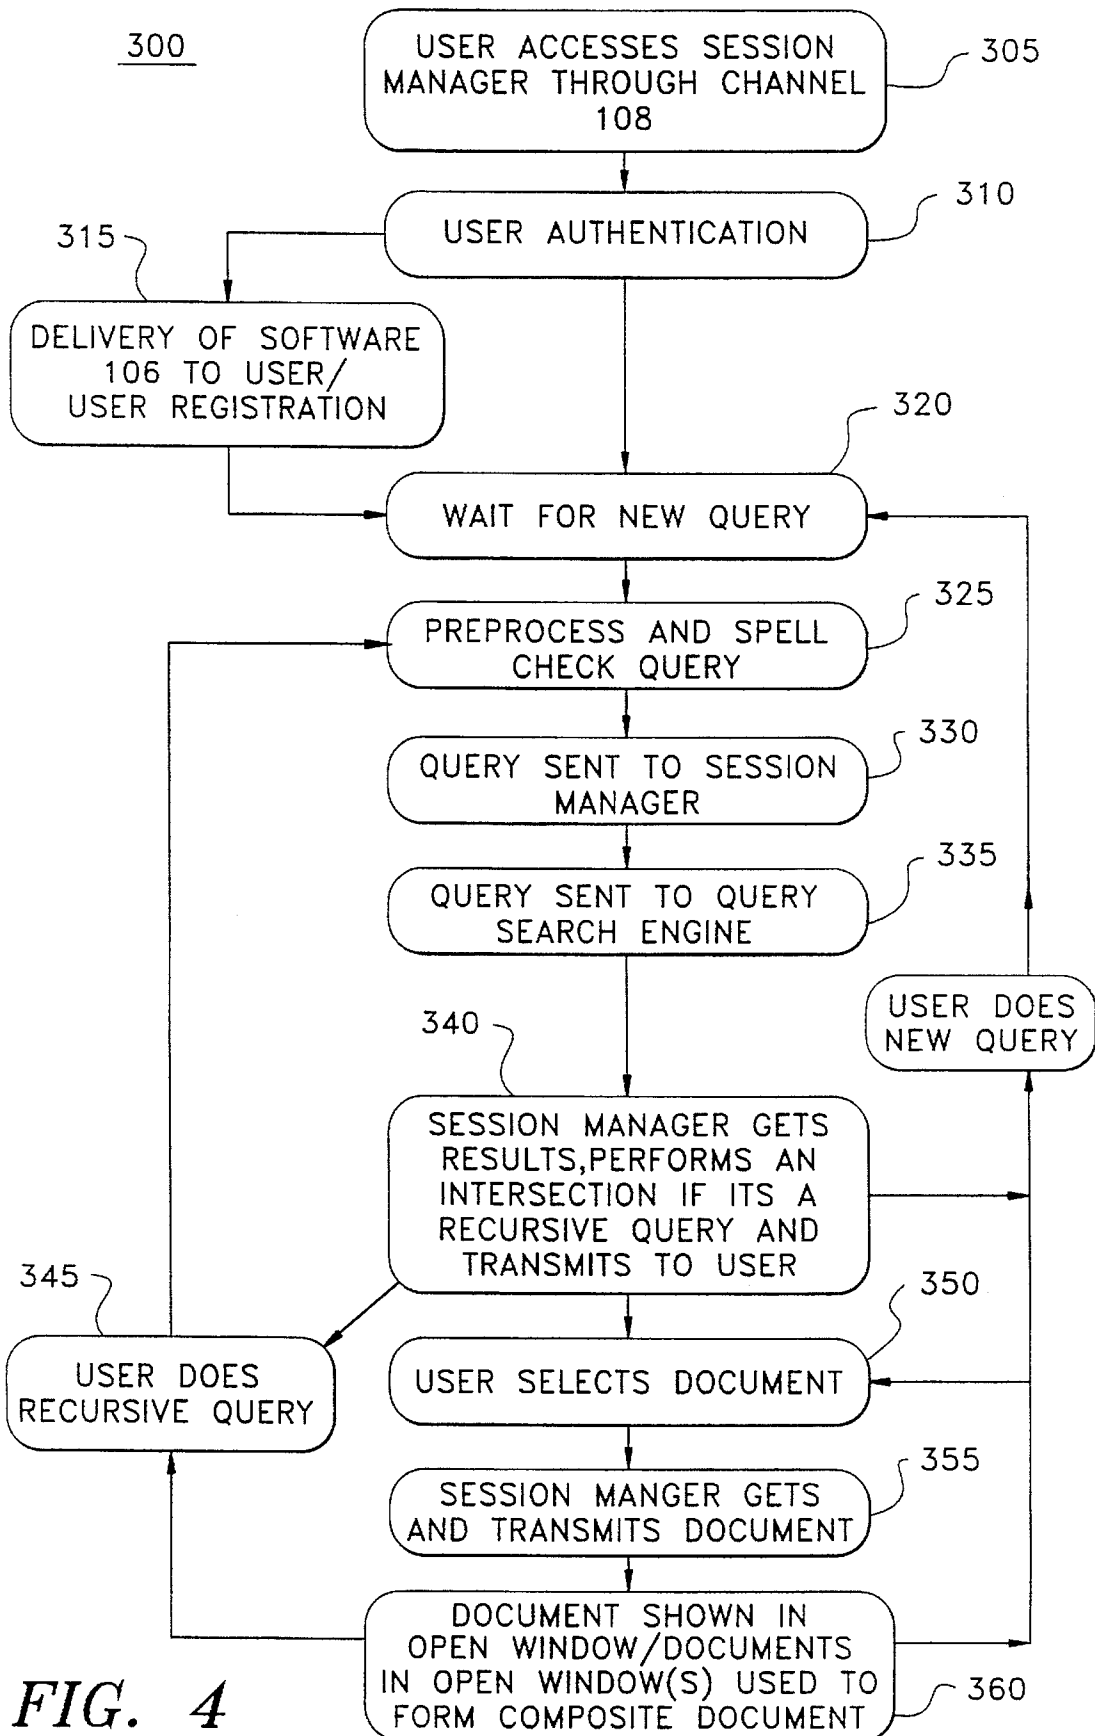 300
USER ACCESSES SESSION
MANAGER THROUGH CHANNEL
108
305
USER AUTHENTICATION
310
315
DELIVERY OF SOFTWARE
106 TO USER/
USER REGISTRATION
320
WAIT FOR NEW QUERY
325
PREPROCESS AND SPELL
CHECK QUERY
330
QUERY SENT TO SESSION
MANAGER
335
QUERY SENT TO QUERY
SEARCH ENGINE
USER DOES
NEW QUERY
340
SESSION MANAGER GETS
RESULTS,PERFORMS AN
INTERSECTION IF ITS A
RECURSIVE QUERY AND
TRANSMITS TO USER
345
USER DOES
RECURSIVE QUERY
350
USER SELECTS DOCUMENT
355
SESSION MANGER GETS
AND TRANSMITS DOCUMENT
DOCUMENT SHOWN IN
OPEN WINDOW/DOCUMENTS
IN OPEN WINDOW(S) USED TO
FORM COMPOSITE DOCUMENT
360
FIG. 4